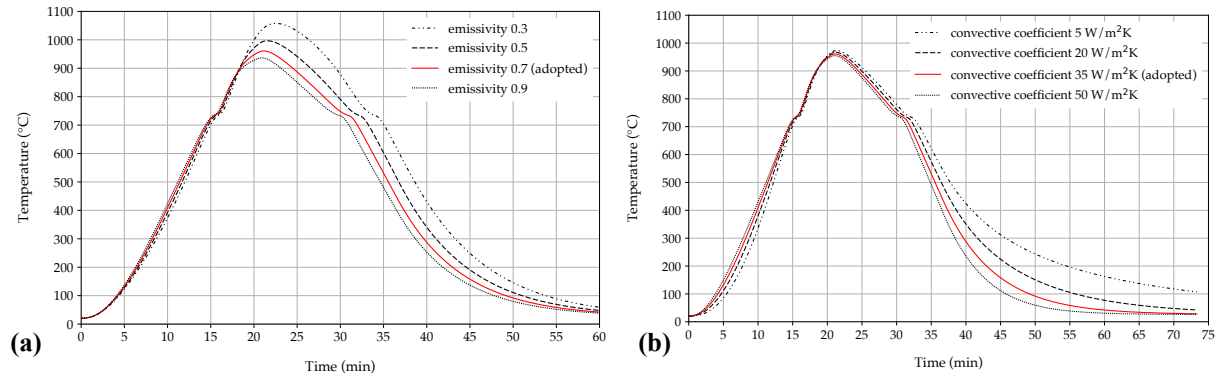 1100
1000
900
800
700
600
500
400
300
200
100
0
Temperature (°C)
emissivity 0.3
emissivity 0.5
emissivity 0.7 (adopted)
emissivity 0.9
0 5 10 15 20 25 30 35 40 45 50 55 60
Time (min)
(a)
1100
1000
900
800
700
600
500
400
300
200
100
0
Temperature (°C)
convective coefficient 5 W/m²K
convective coefficient 20 W/m²K
convective coefficient 35 W/m²K (adopted)
convective coefficient 50 W/m²K
0 5 10 15 20 25 30 35 40 45 50 55 60 65 70 75
Time (min)
(b)